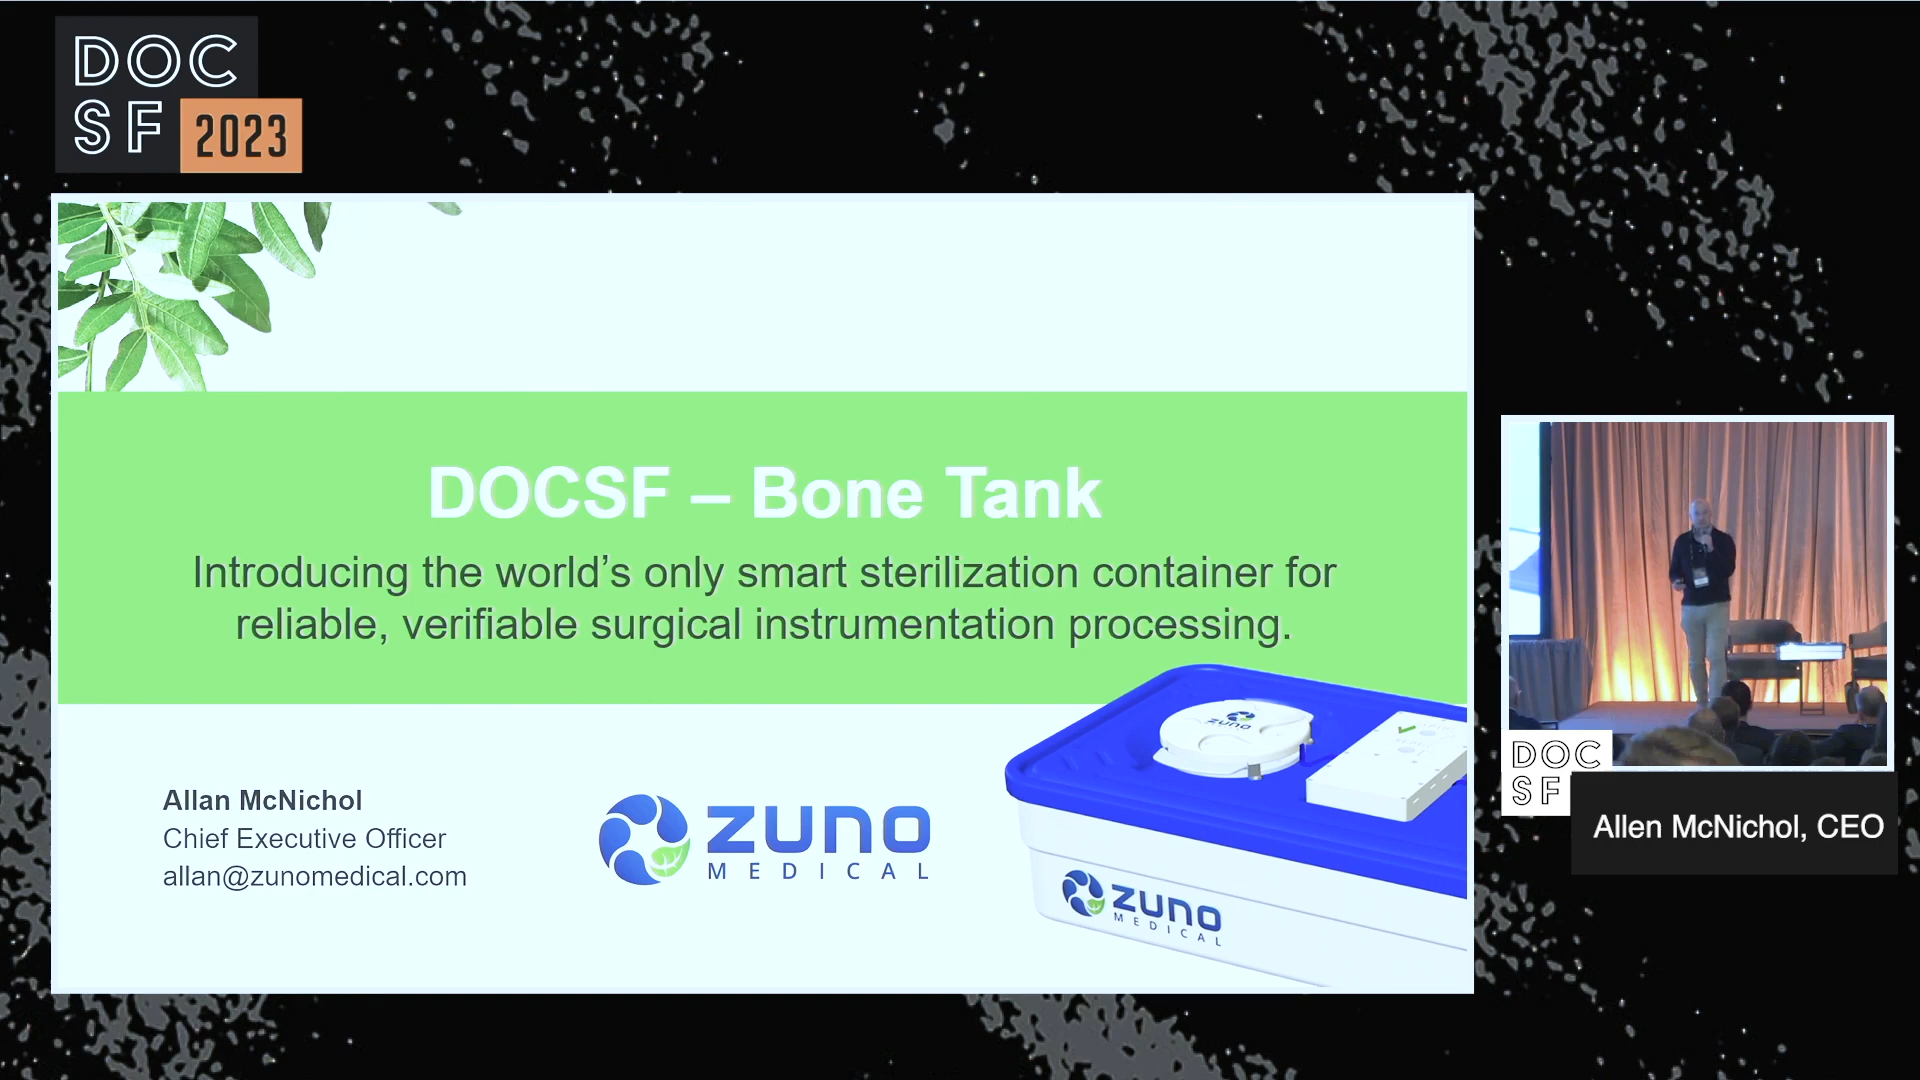 DOC
SF 2023
DOCSF – Bone Tank
Introducing the world's only smart sterilization container for
reliable, verifiable surgical instrumentation processing.
Allan McNichol
Chief Executive Officer
allan@zunomedical.com
zuno
MEDICAL
zuno
zuno
MEDICAL
DOC
SF
Allen McNichol, CEO